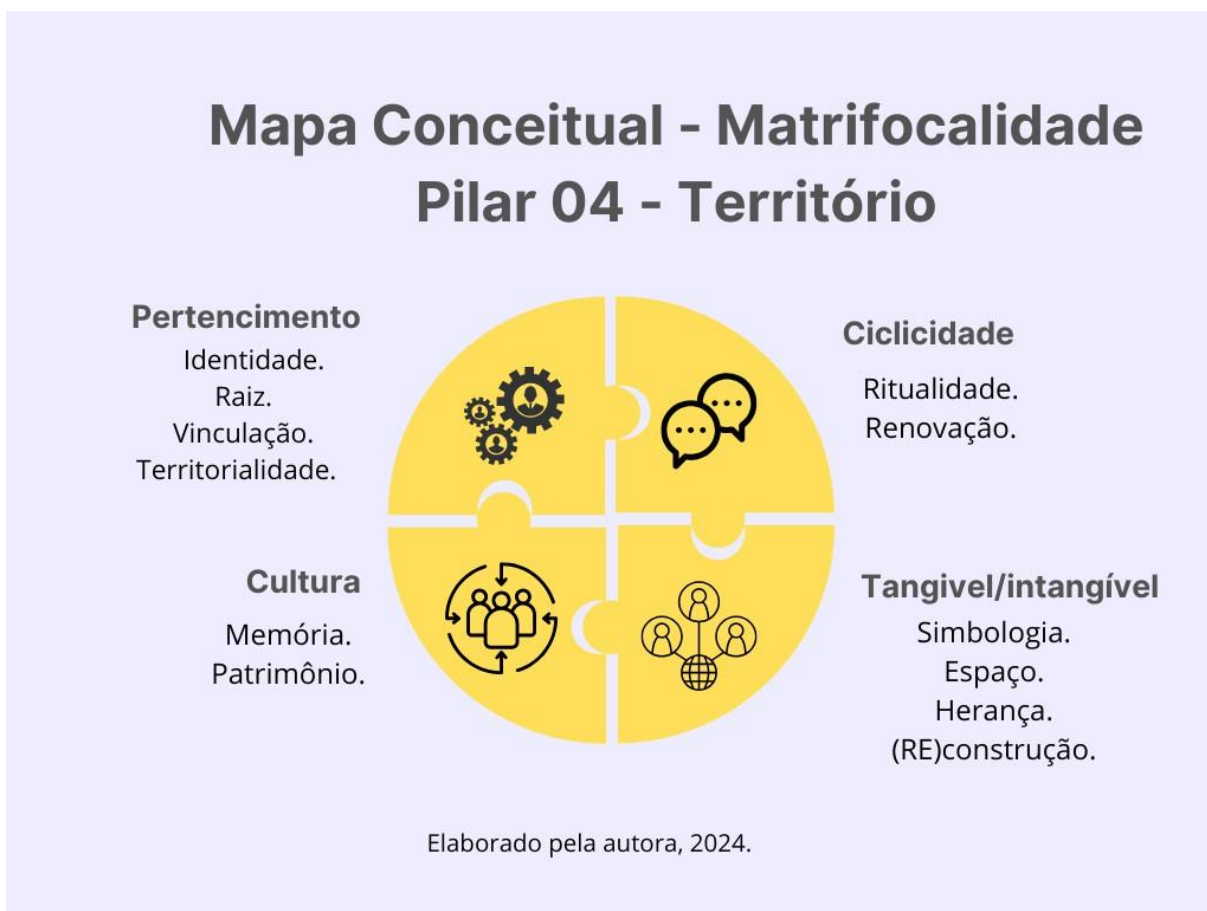 Mapa Conceitual - Matrifocalidade
Pilar 04 - Território
Pertencimento
Identidade.
Raiz.
Vinculação.
Territorialidade.
Ciclicidade
Ritualidade.
Renovação.
Cultura
Memória.
Patrimônio.
Tangivel/intangível
Simbologia.
Espaço.
Herança.
(RE)construção.
Elaborado pela autora, 2024.